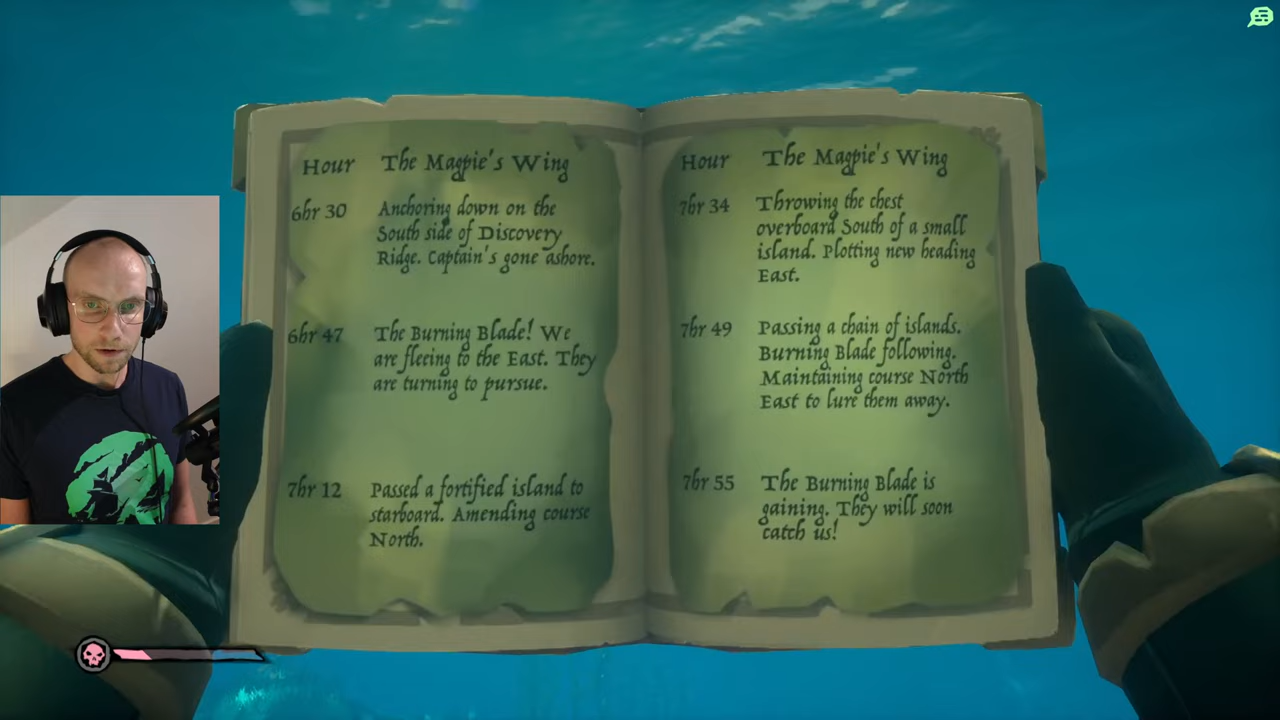 Hour The Magpie's Wing
6hr 30 Anchoring down on the
South side of Discovery
Ridge. Captain's gone ashore.
6hr 47 The Burning Blade! We
are fleeing to the East. They
are turning to pursue.
7hr 12 Passed a fortified island to
starboard. Amending course
North.
Hour The Magpie's Wing
7hr 34 Throwing the chest
overboard South of a small
island. Plotting new heading
East.
7hr 49 Passing a chain of islands.
Burning Blade following.
Maintaining course North
East to lure them away.
7hr 55 The Burning Blade is
gaining. They will soon
catch us!